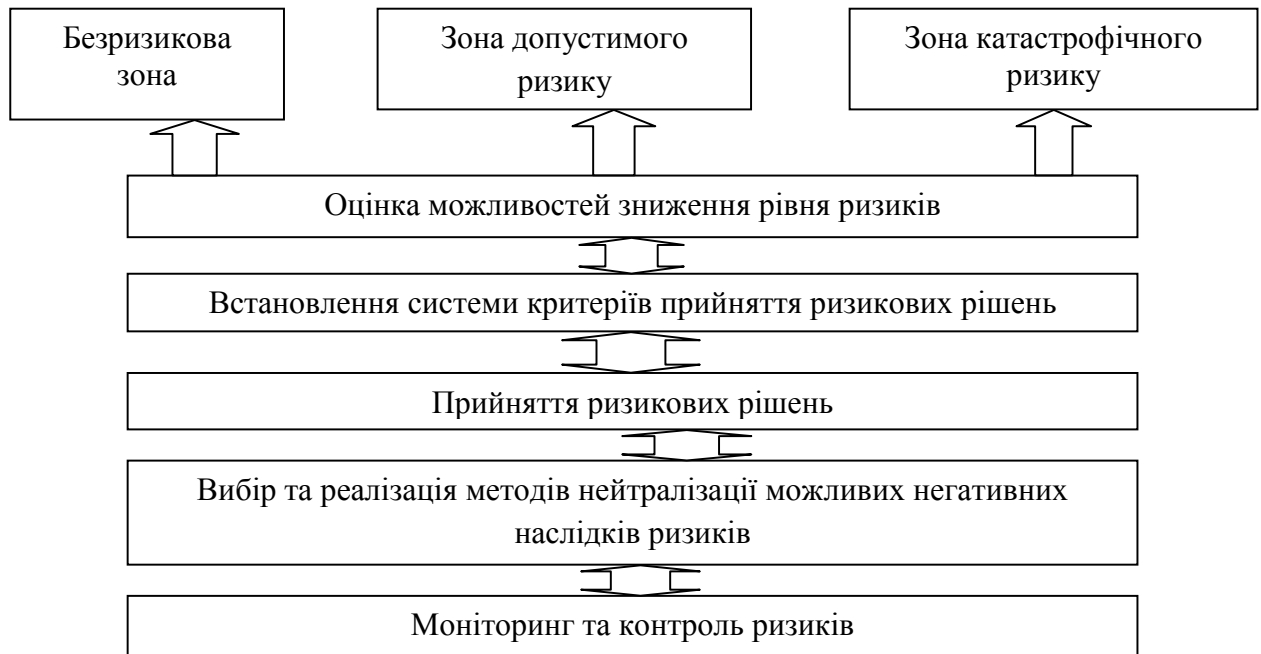 Безризикова
зона
Зона допустимого
ризику
Зона катастрофічного
ризику
Оцінка можливостей зниження рівня ризиків
Встановлення системи критеріїв прийняття ризикових рішень
Прийняття ризикових рішень
Вибір та реалізація методів нейтралізації можливих негативних
наслідків ризиків
Моніторинг та контроль ризиків